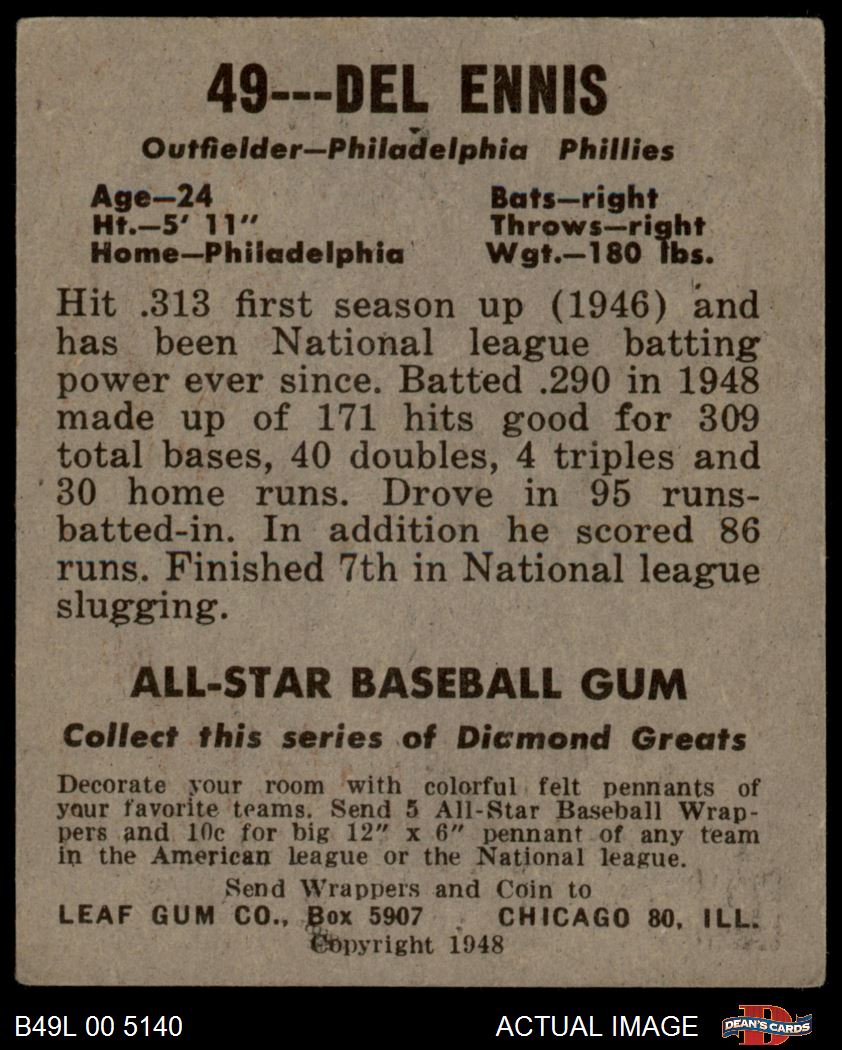 49---DEL ENNIS
Outfielder—Philadelphia Phillies
Age—24 Bats—right
Ht.—5' 11" Throws—right
Home—Philadelphia Wgt.—180 lbs.
Hit .313 first season up (1946) and
has been National league batting
power ever since. Batted .290 in 1948
made up of 171 hits good for 309
total bases, 40 doubles, 4 triples and
30 home runs. Drove in 95 runs-
batted-in. In addition he scored 86
runs. Finished 7th in National league
slugging.
ALL-STAR BASEBALL GUM
Collect this series of Diamond Greats
Decorate your room with colorful felt pennants of
your favorite teams. Send 5 All-Star Baseball Wrap-
pers and 10c for big 12" x 6" pennant of any team
in the American league or the National league.
Send Wrappers and Coin to
LEAF GUM CO., Box 5907 CHICAGO 80, ILL.
Copyright 1948
B49L 00 5140 ACTUAL IMAGE D DEAN'S CARDS